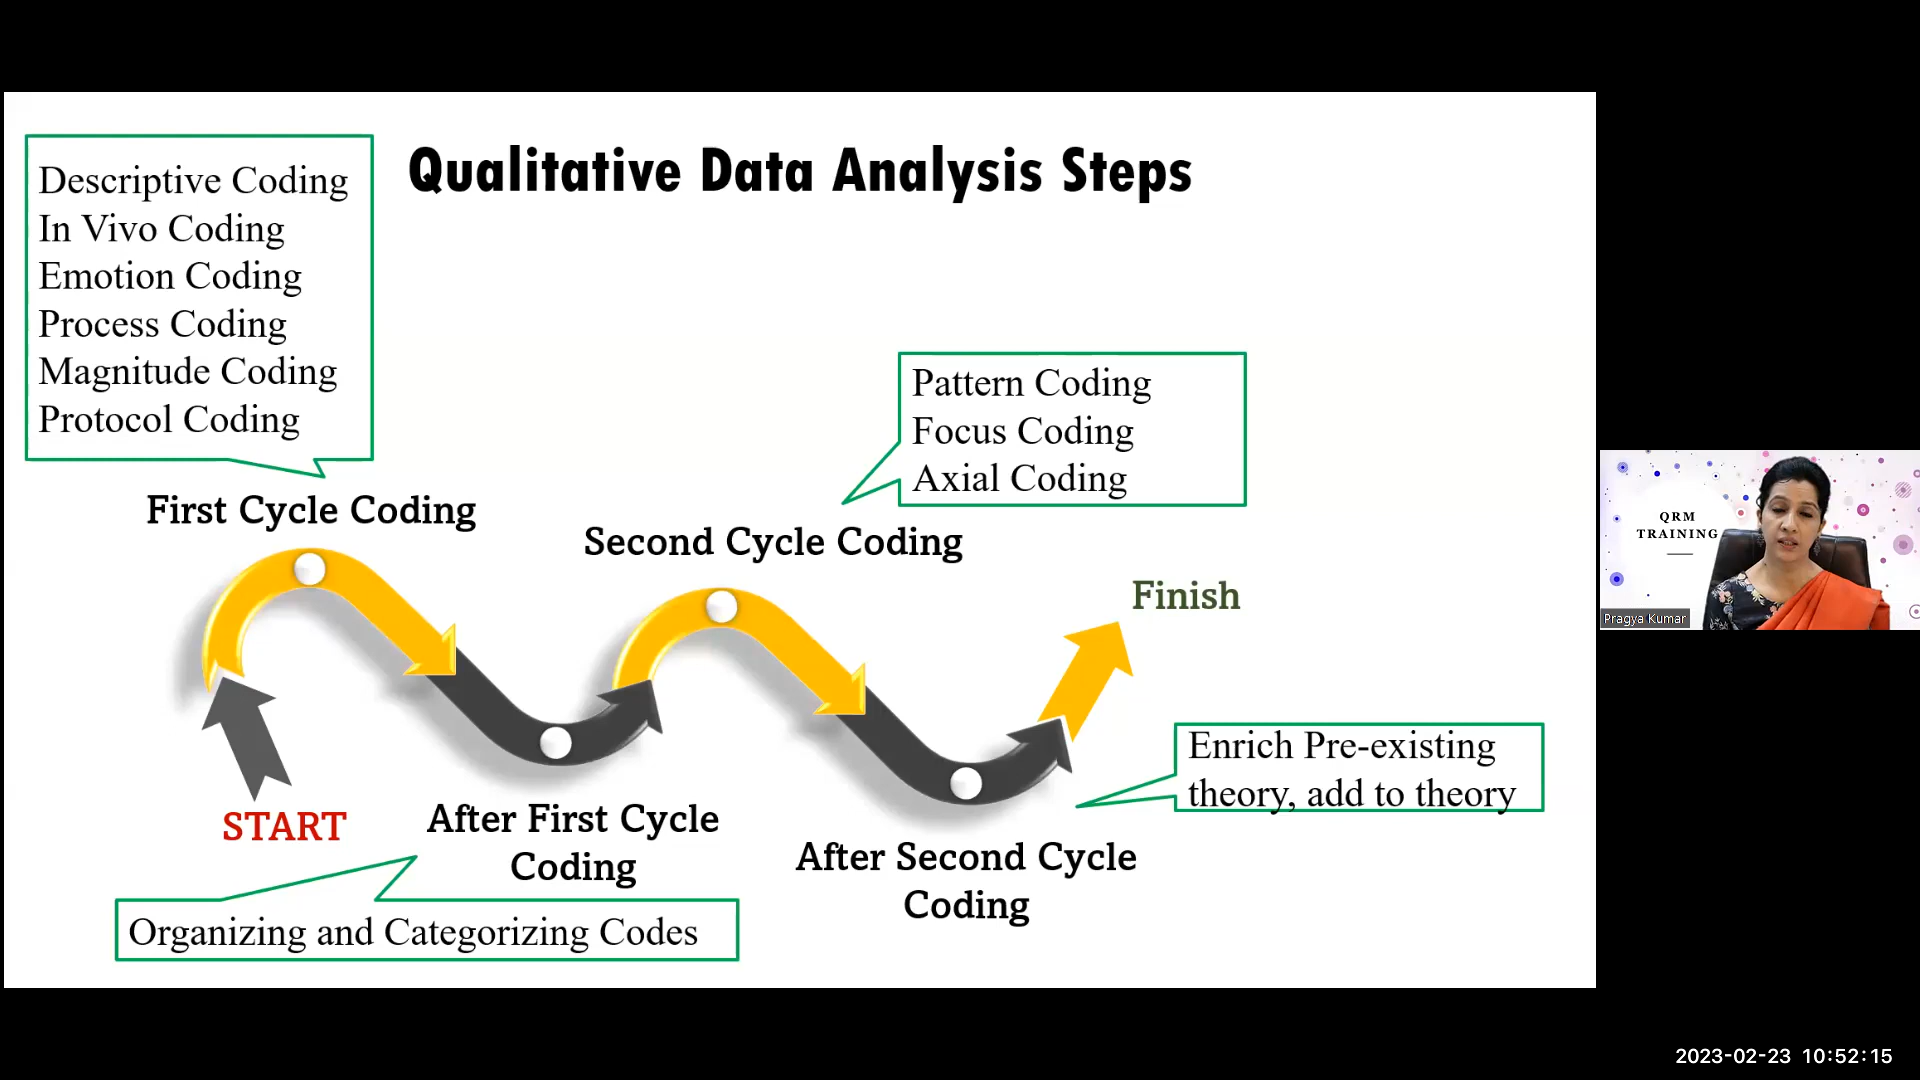 Qualitative Data Analysis Steps
Descriptive Coding
In Vivo Coding
Emotion Coding
Process Coding
Magnitude Coding
Protocol Coding
First Cycle Coding
Pattern Coding
Focus Coding
Axial Coding
Second Cycle Coding
Finish
START
After First Cycle
Coding
Organizing and Categorizing Codes
Enrich Pre-existing
theory, add to theory
After Second Cycle
Coding
QRM
TRAINING
Pragya Kumar
2023-02-23 10:52:15